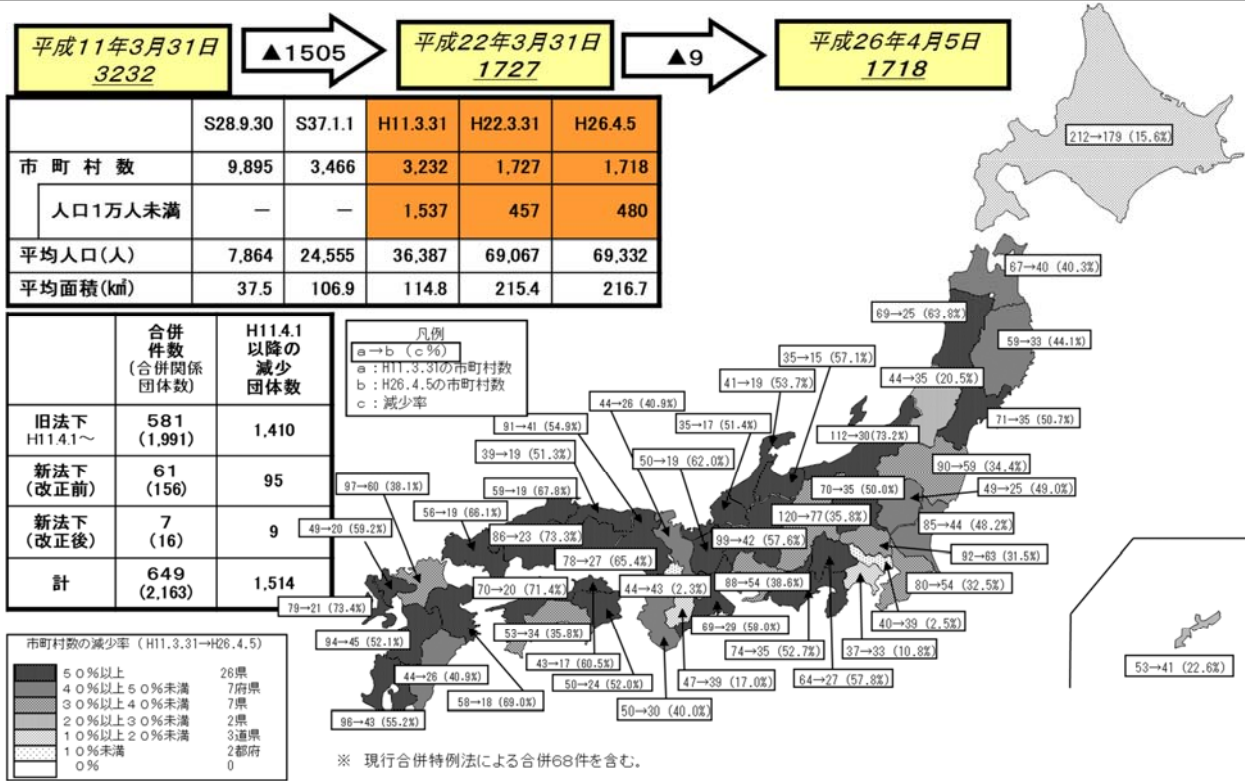 平成11年3月31日
3232
▲1505
平成22年3月31日
1727
▲9
平成26年4月5日
1718
S28.9.30 S37.1.1 H11.3.31 H22.3.31 H26.4.5
市町村数 9,895 3,466 3,232 1,727 1,718
人口1万人未満 － － 1,537 457 480
平均人口(人) 7,864 24,555 36,387 69,067 69,332
平均面積(k㎡) 37.5 106.9 114.8 215.4 216.7
合併
件数
(合併関係
団体数)
H11.4.1
以降の
減少
団体数
旧法下
H11.4.1～
581
(1,991)
1,410
新法下
(改正前)
61
(156)
95
新法下
(改正後)
7
(16)
9
計
649
(2,163)
1,514
凡例
a→b (c%)
a：H11.3.31の市町村数
b：H26.4.5の市町村数
c：減少率
212→179 (15.6%)
67→40 (40.3%)
69→25 (63.8%)
59→33 (44.1%)
35→15 (57.1%)
41→19 (53.7%)
44→35 (20.5%)
44→26 (40.9%)
91→41 (54.9%)
35→17 (51.4%)
71→35 (50.7%)
112→30(73.2%)
39→19 (51.3%)
50→19 (62.0%)
90→59 (34.4%)
97→60 (38.1%)
59→19 (67.8%)
70→35 (50.0%)
49→25 (49.0%)
56→19 (66.1%)
49→20 (59.2%)
120→77(35.8%)
85→44 (48.2%)
86→23 (73.3%)
99→42 (57.6%)
92→63 (31.5%)
78→27 (65.4%)
70→20 (71.4%)
44→43 (2.3%)
88→54 (38.6%)
80→54 (32.5%)
79→21 (73.4%)
40→39 (2.5%)
94→45 (52.1%)
53→34 (35.8%)
69→29 (58.0%)
74→35 (52.7%)
37→33 (10.8%)
43→17 (60.5%)
44→26 (40.9%)
50→24 (52.0%)
47→39 (17.0%)
64→27 (57.8%)
58→18 (69.0%)
50→30 (40.0%)
96→43 (55.2%)
53→41 (22.6%)
市町村数の減少率 (H11.3.31→H26.4.5)
５０％以上 26県
４０％以上５０％未満 7府県
３０％以上４０％未満 7県
２０％以上３０％未満 2県
１０％以上２０％未満 3道県
１０％未満 2都府
０％ 0
※ 現行合併特例法による合併68件を含む。